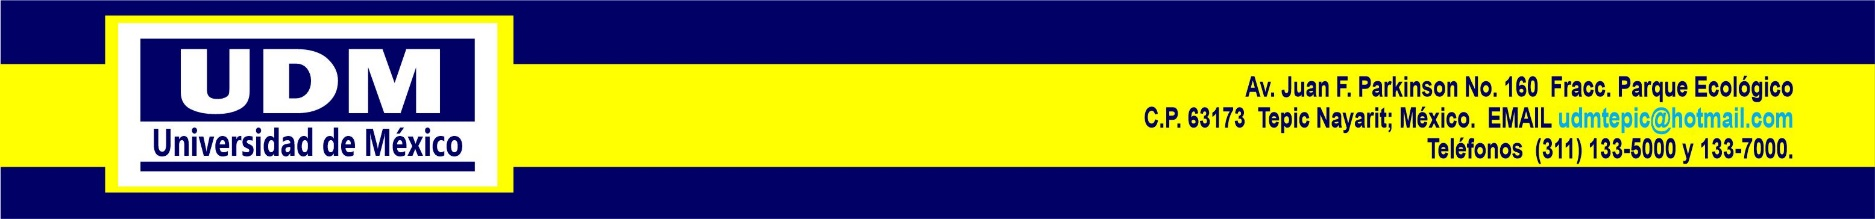 UDM
Universidad de México
Av. Juan F. Parkinson No. 160  Fracc. Parque Ecológico
C.P. 63173  Tepic Nayarit; México.  EMAIL udmtepic@hotmail.com
Teléfonos  (311) 133-5000 y 133-7000.